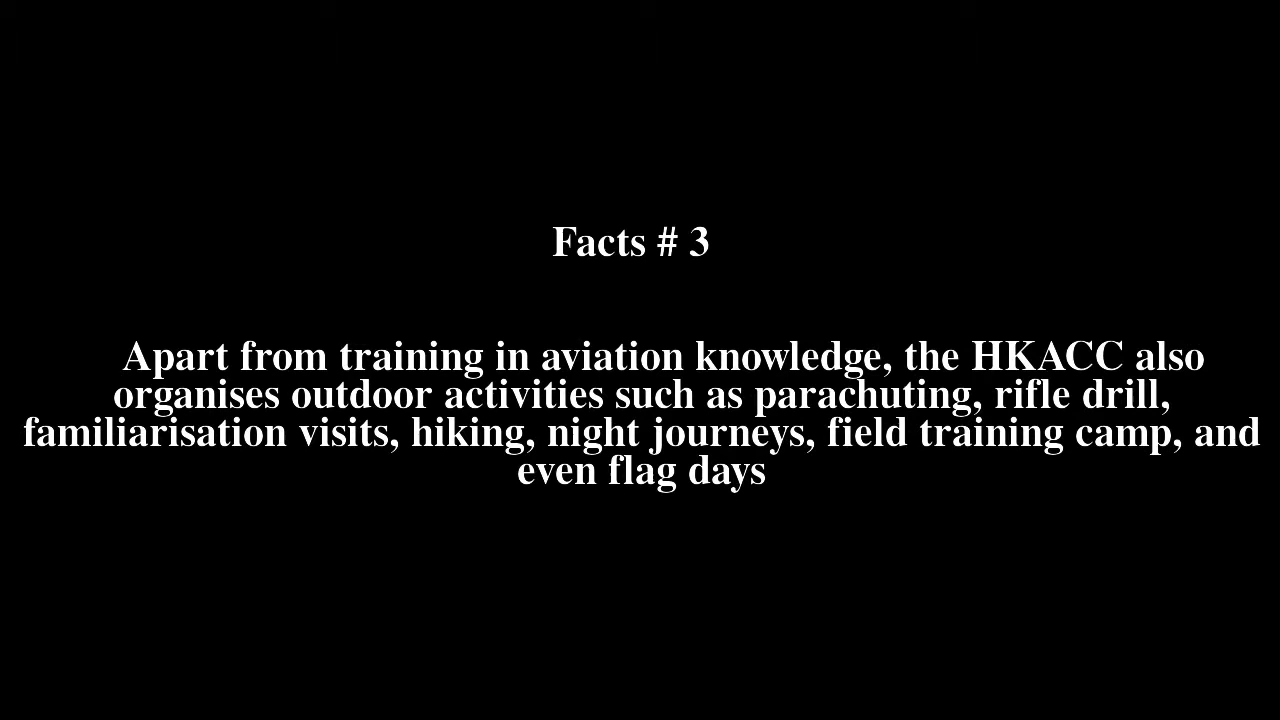 Facts # 3
Apart from training in aviation knowledge, the HKACC also
organises outdoor activities such as parachuting, rifle drill,
familiarisation visits, hiking, night journeys, field training camp, and
even flag days